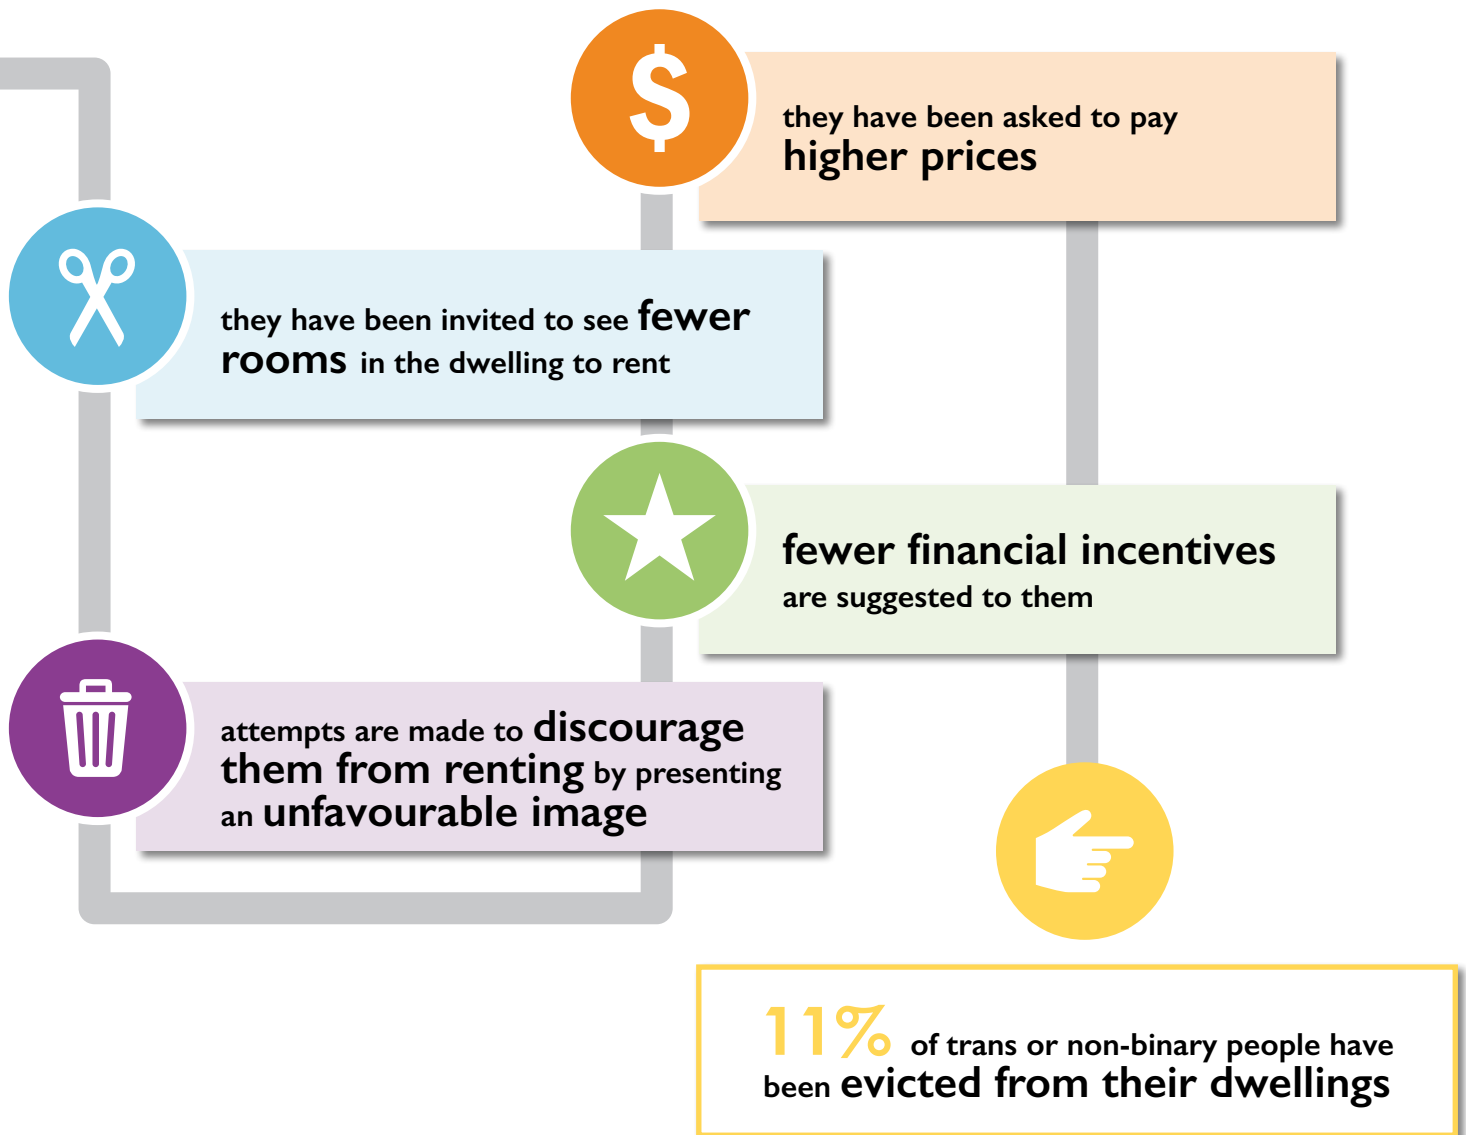 they have been invited to see fewer
rooms in the dwelling to rent
attempts are made to discourage
them from renting by presenting
an unfavourable image
fewer financial incentives
are suggested to them
$
they have been asked to pay
higher prices
11% of trans or non-binary people have
been evicted from their dwellings